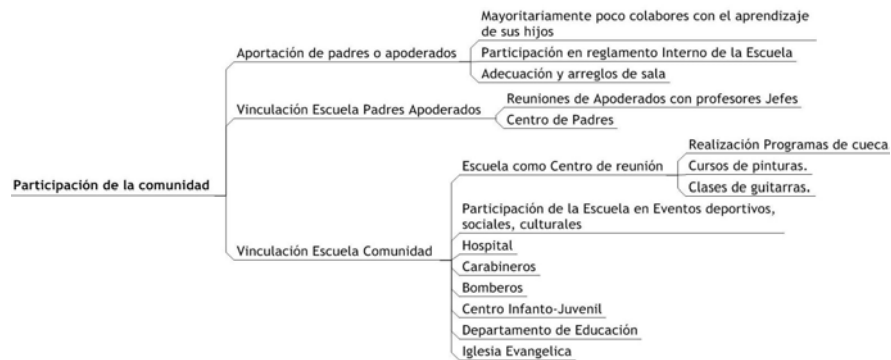 Participación de la comunidad
Aportación de padres o apoderados
Mayoritariamente poco colabores con el aprendizaje
de sus hijos
Participación en reglamento Interno de la Escuela
Adecuación y arreglos de sala
Vinculación Escuela Padres Apoderados
Reuniones de Apoderados con profesores Jefes
Centro de Padres
Vinculación Escuela Comunidad
Escuela como Centro de reunión
Realización Programas de cueca.
Cursos de pinturas.
Clases de guitarras.
Participación de la Escuela en Eventos deportivos,
sociales, culturales
Hospital
Carabineros
Bomberos
Centro Infanto-Juvenil
Departamento de Educación
Iglesia Evangelica